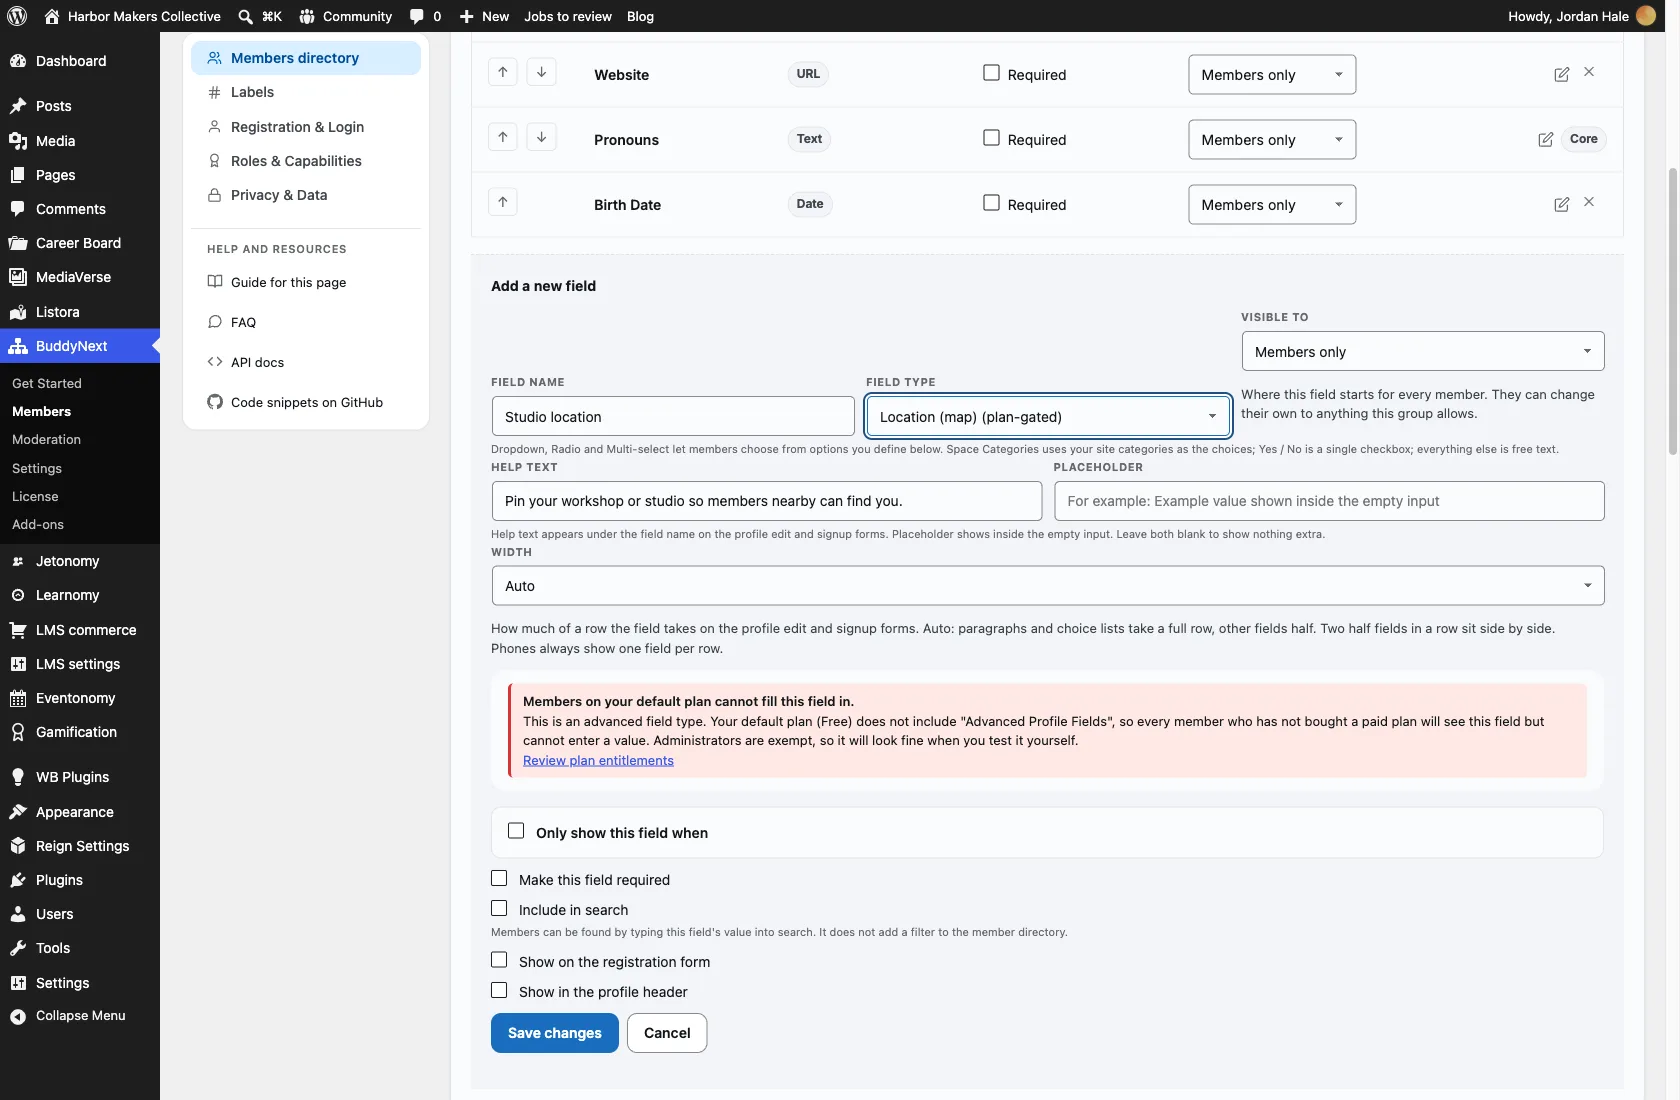 Harbor Makers Collective
⌘K
Community
0
New
Jobs to review
Blog
Howdy, Jordan Hale
Dashboard
Posts
Media
Pages
Comments
Career Board
MediaVerse
Listora
BuddyNext
Get Started
Members
Moderation
Settings
License
Add-ons
Jetonomy
Learnomy
LMS commerce
LMS settings
Eventonomy
Gamification
WB Plugins
Appearance
Reign Settings
Plugins
Users
Tools
Settings
Collapse Menu
Members directory
Labels
Registration & Login
Roles & Capabilities
Privacy & Data
HELP AND RESOURCES
Guide for this page
FAQ
API docs
Code snippets on GitHub
Website URL Required Members only
Pronouns Text Required Members only Core
Birth Date Date Required Members only
Add a new field
VISIBLE TO
Members only
Where this field starts for every member. They can change
their own to anything this group allows.
FIELD NAME
Studio location
FIELD TYPE
Location (map) (plan-gated)
Dropdown, Radio and Multi-select let members choose from options you define below. Space Categories uses your site categories as the choices; Yes / No is a single checkbox; everything else is free text.
HELP TEXT
Pin your workshop or studio so members nearby can find you.
PLACEHOLDER
For example: Example value shown inside the empty input
Help text appears under the field name on the profile edit and signup forms. Placeholder shows inside the empty input. Leave both blank to show nothing extra.
WIDTH
Auto
How much of a row the field takes on the profile edit and signup forms. Auto: paragraphs and choice lists take a full row, other fields half. Two half fields in a row sit side by side.
Phones always show one field per row.
Members on your default plan cannot fill this field in.
This is an advanced field type. Your default plan (Free) does not include "Advanced Profile Fields", so every member who has not bought a paid plan will see this field but
cannot enter a value. Administrators are exempt, so it will look fine when you test it yourself.
Review plan entitlements
Only show this field when
Make this field required
Include in search
Members can be found by typing this field's value into search. It does not add a filter to the member directory.
Show on the registration form
Show in the profile header
Save changes
Cancel